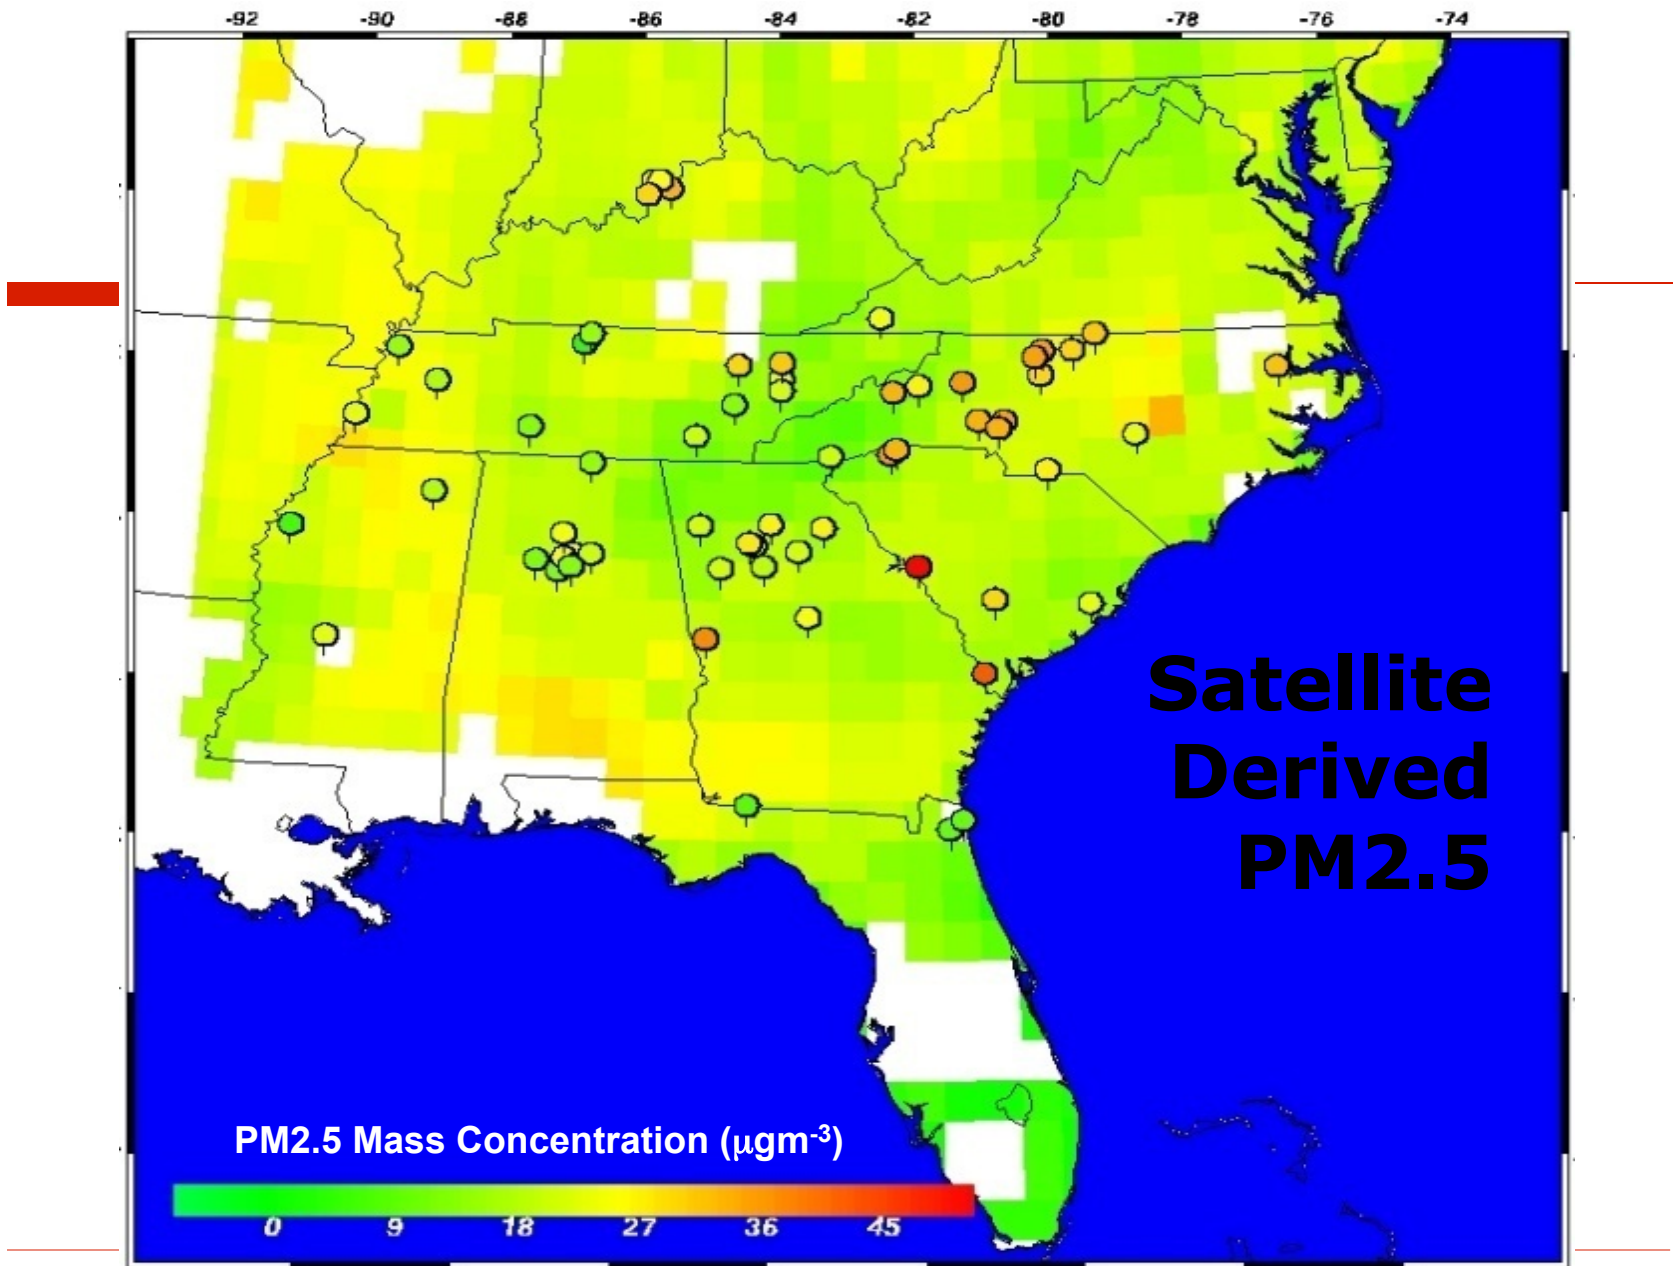 -92 -90 -88 -86 -84 -82 -80 -78 -76 -74
Satellite
Derived
PM2.5
PM2.5 Mass Concentration (μgm-3)
0 9 18 27 36 45